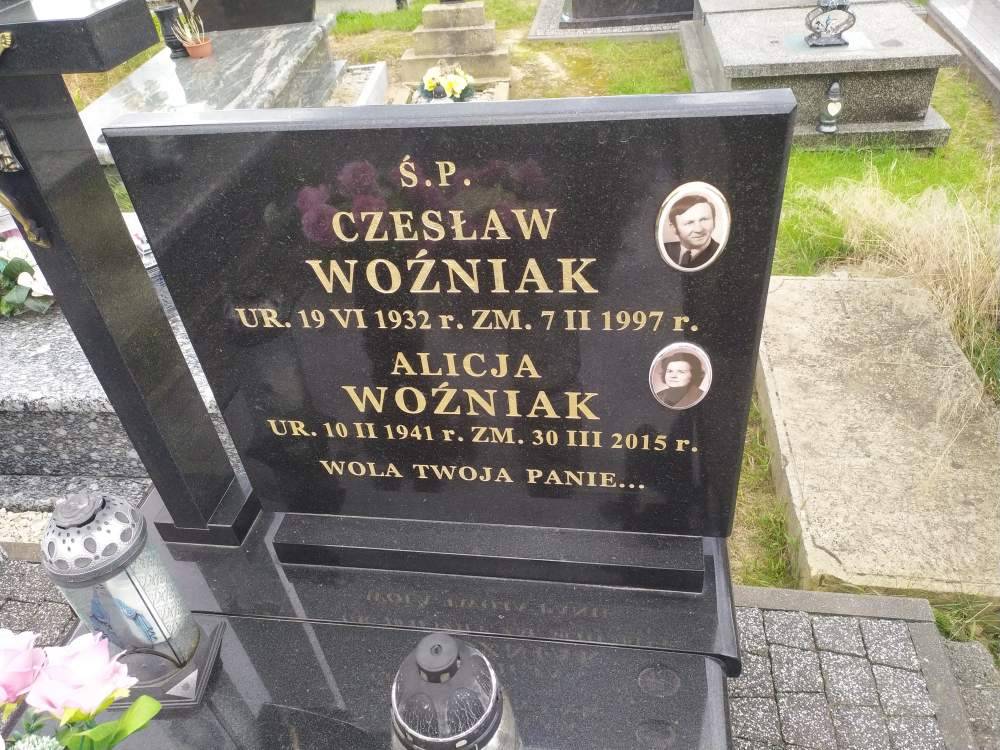 Ś.P.
CZESŁAW
WOŹNIAK
UR. 19 VI 1932 r. ZM. 7 II 1997 r.
ALICJA
WOŹNIAK
UR. 10 II 1941 r. ZM. 30 III 2015 r.
WOLA TWOJA PANIE...